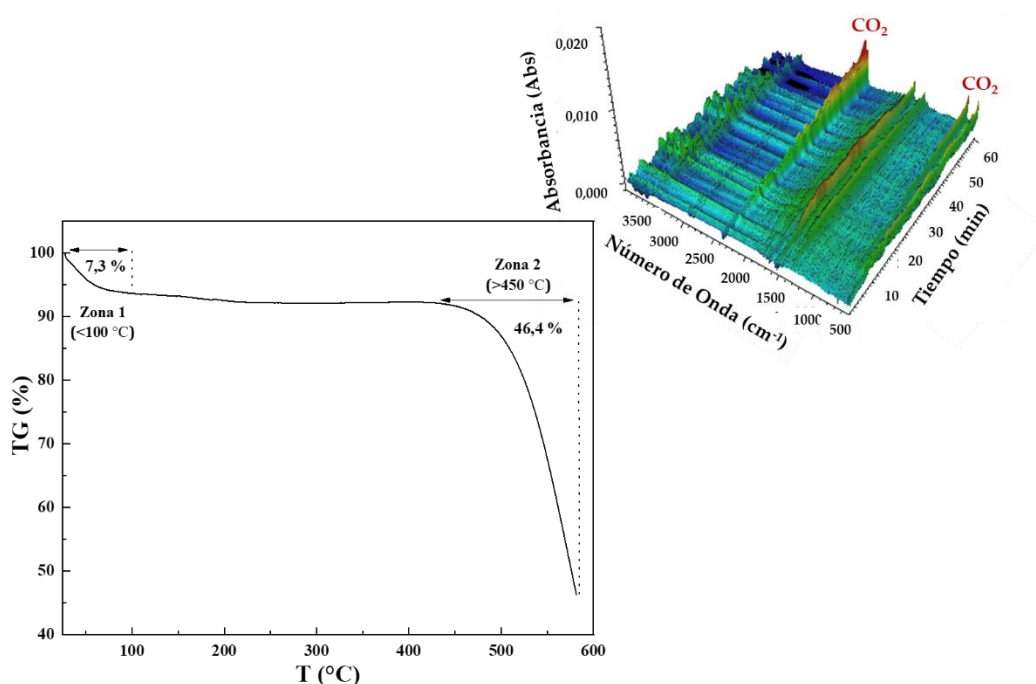 CO₂
CO₂
0,020
0,010
0,000
Absorbancia (Abs)
3500
3000
2500
2000
1500
1000
500
Número de Onda (cm⁻¹)
10
20
30
40
50
60
Tiempo (min)
100
90
80
70
60
50
40
TG (%)
7,3 %
Zona 1
(<100 °C)
Zona 2
(>450 °C)
46,4 %
100
200
300
400
500
600
T (°C)